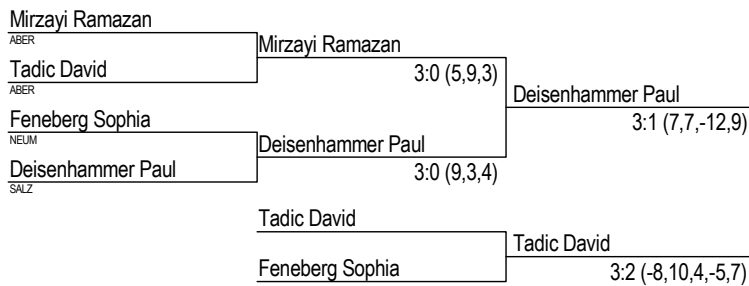 Mirzayi Ramazan
ABER
Mirzayi Ramazan
Tadic David
3:0 (5,9,3)
ABER
Deisenhammer Paul
Feneberg Sophia
3:1 (7,7,-12,9)
NEUM
Deisenhammer Paul
Deisenhammer Paul
3:0 (9,3,4)
SALZ
Tadic David
Tadic David
Feneberg Sophia
3:2 (-8,10,4,-5,7)